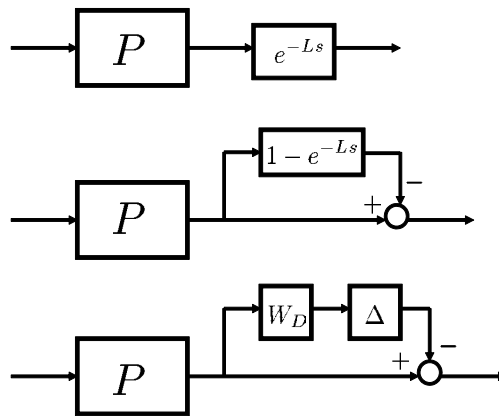 P e^{-Ls}
1 - e^{-Ls}
−
P +
W_D Δ
−
P +